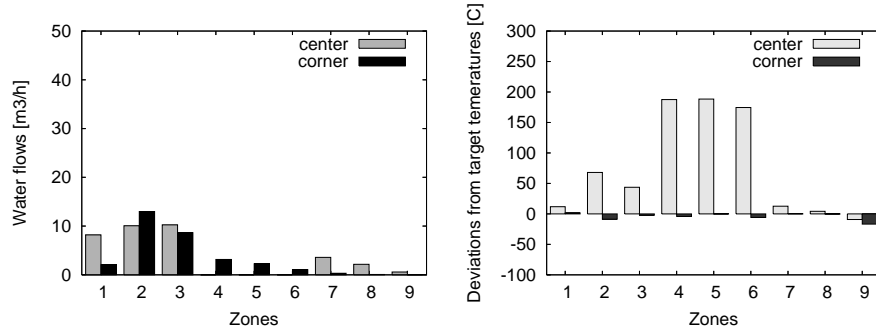 50
40
30
20
10
0
Water flows [m3/h]
center
corner
1 2 3 4 5 6 7 8 9
Zones
300
250
200
150
100
50
0
-50
-100
Deviations from target temeratures [C]
center
corner
1 2 3 4 5 6 7 8 9
Zones